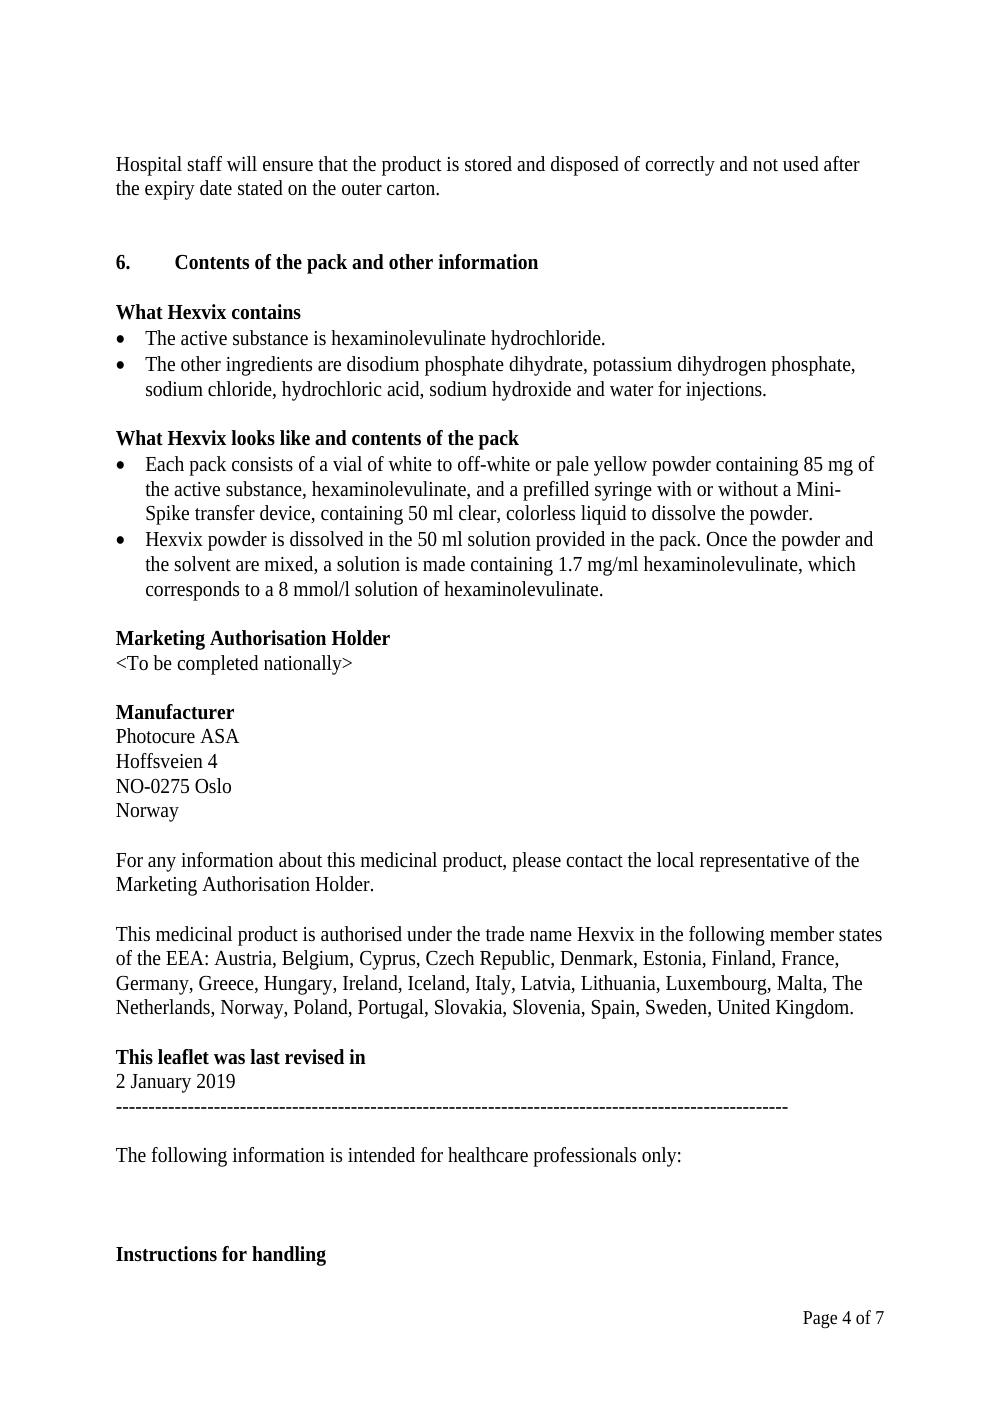 Hospital staff will ensure that the product is stored and disposed of correctly and not used after
the expiry date stated on the outer carton.
6. Contents of the pack and other information
What Hexvix contains
• The active substance is hexaminolevulinate hydrochloride.
• The other ingredients are disodium phosphate dihydrate, potassium dihydrogen phosphate,
sodium chloride, hydrochloric acid, sodium hydroxide and water for injections.
What Hexvix looks like and contents of the pack
• Each pack consists of a vial of white to off-white or pale yellow powder containing 85 mg of
the active substance, hexaminolevulinate, and a prefilled syringe with or without a Mini-
Spike transfer device, containing 50 ml clear, colorless liquid to dissolve the powder.
• Hexvix powder is dissolved in the 50 ml solution provided in the pack. Once the powder and
the solvent are mixed, a solution is made containing 1.7 mg/ml hexaminolevulinate, which
corresponds to a 8 mmol/l solution of hexaminolevulinate.
Marketing Authorisation Holder
<To be completed nationally>
Manufacturer
Photocure ASA
Hoffsveien 4
NO-0275 Oslo
Norway
For any information about this medicinal product, please contact the local representative of the
Marketing Authorisation Holder.
This medicinal product is authorised under the trade name Hexvix in the following member states
of the EEA: Austria, Belgium, Cyprus, Czech Republic, Denmark, Estonia, Finland, France,
Germany, Greece, Hungary, Ireland, Iceland, Italy, Latvia, Lithuania, Luxembourg, Malta, The
Netherlands, Norway, Poland, Portugal, Slovakia, Slovenia, Spain, Sweden, United Kingdom.
This leaflet was last revised in
2 January 2019
--------------------------------------------------------------------------------------------------------
The following information is intended for healthcare professionals only:
Instructions for handling
Page 4 of 7